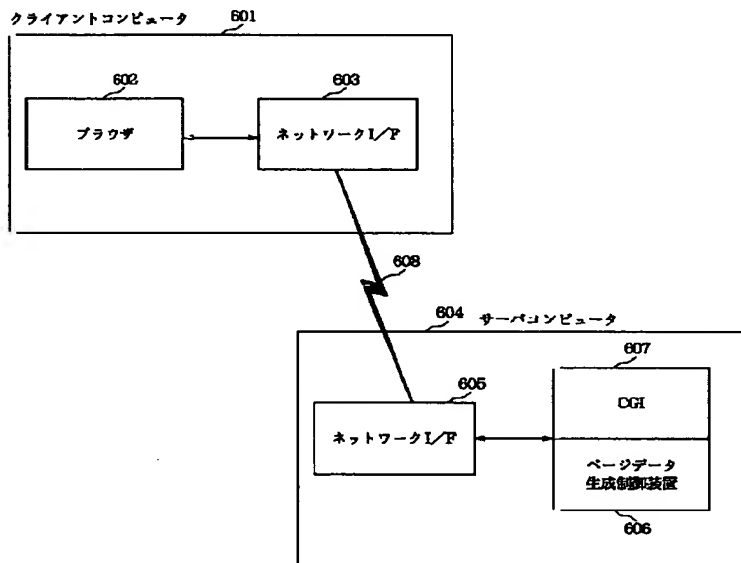 クライアントコンピュータ
601
602
603
ブラウザ
ネットワークI/F
608
604
サーバコンピュータ
605
607
ネットワークI/F
CGI
ページデータ
生成制御装置
606